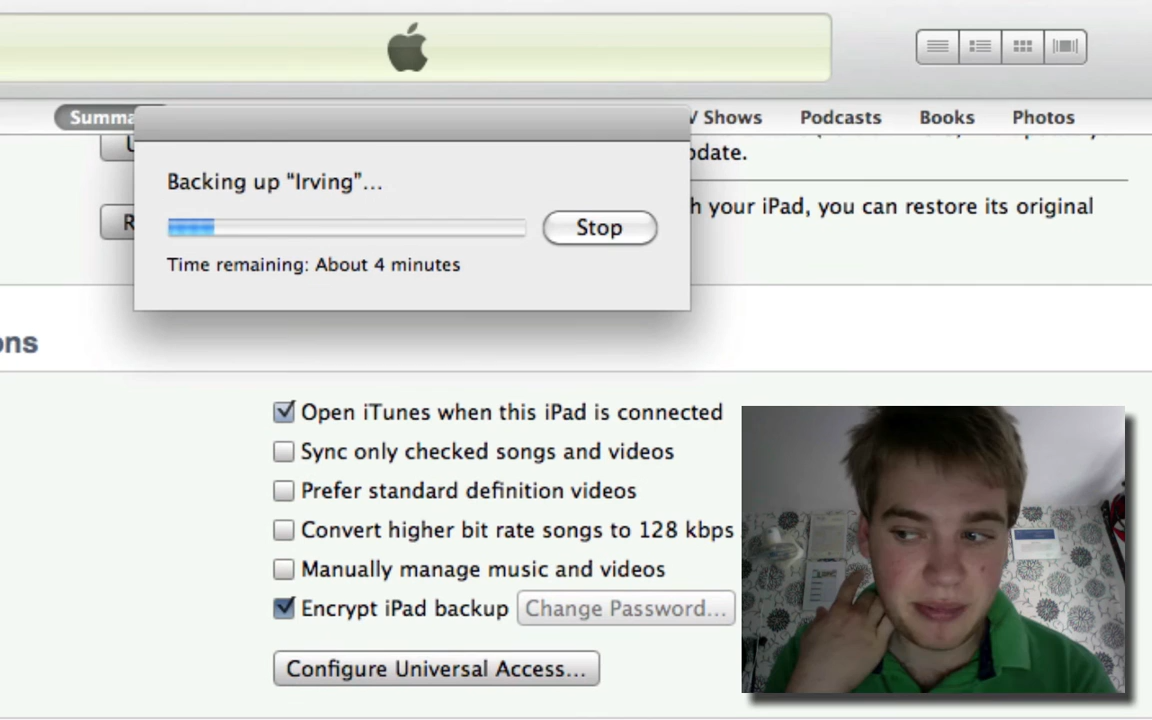 Summa
V Shows
Podcasts
Books
Photos
U
pdate.
Backing up “Irving”...
Stop
R
h your iPad, you can restore its original
Time remaining: About 4 minutes
ons
Open iTunes when this iPad is connected
Sync only checked songs and videos
Prefer standard definition videos
Convert higher bit rate songs to 128 kbps
Manually manage music and videos
Encrypt iPad backup
Change Password...
Configure Universal Access...